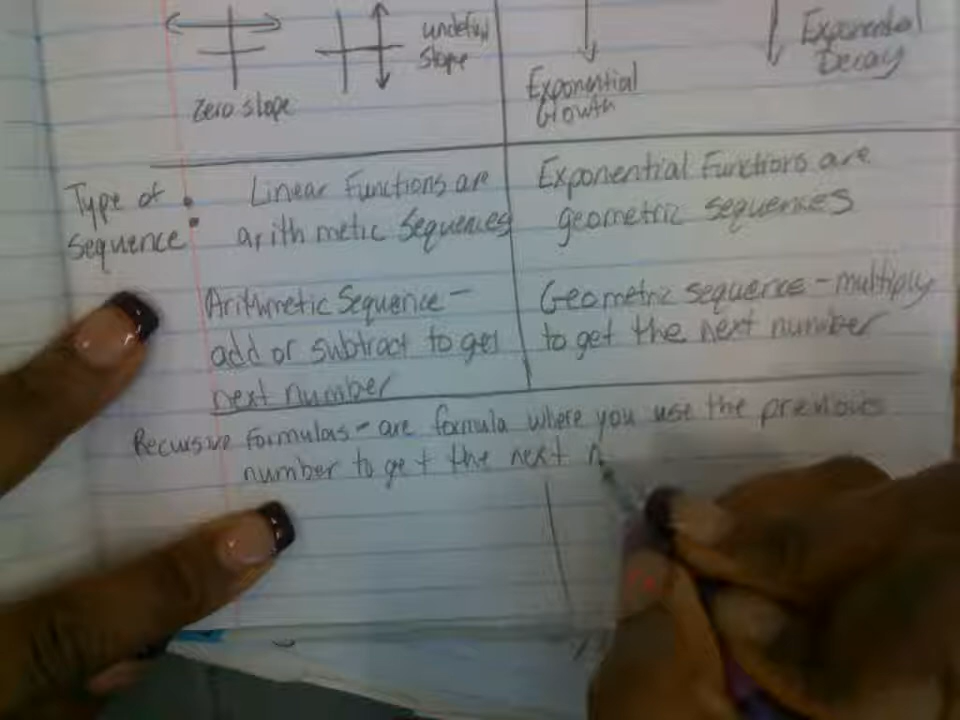 undefind
slope
Zero slope
Exponential
Growth
Exponential
Decay
Type of
sequence:
Linear Functions are
arithmetic sequences
Arithmetic Sequence -
add or subtract to get
next number
Exponential Functions are
geometric sequences
Geometric sequence - multiply
to get the next number
Recursive formulas - are formula where you use the previous
number to get the next n